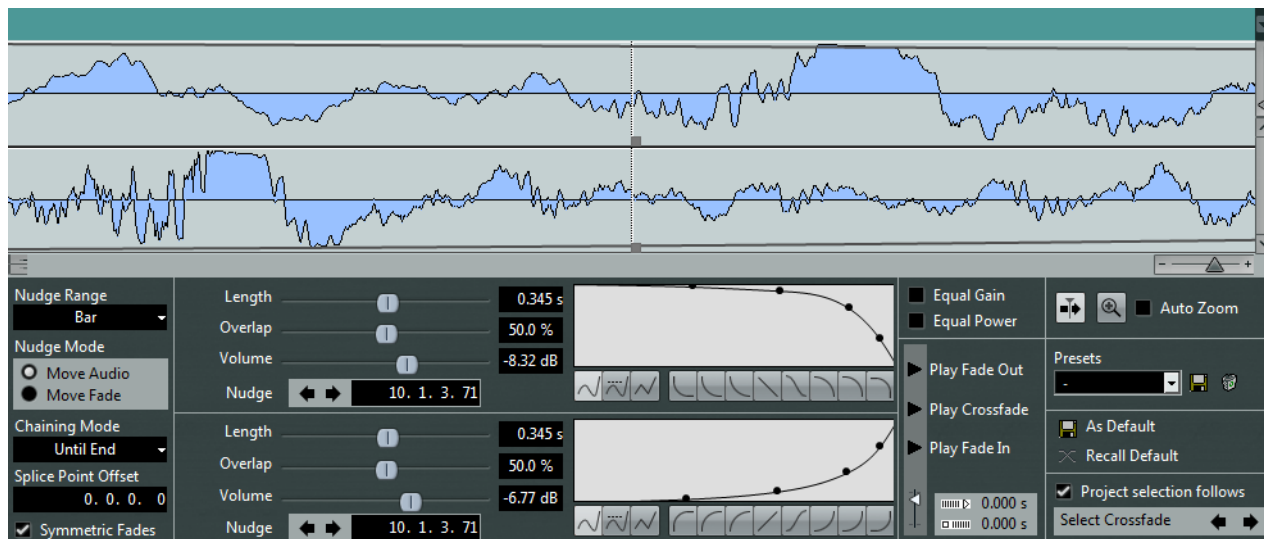 Nudge Range
Bar
Nudge Mode
Move Audio
Move Fade
Chaining Mode
Until End
Splice Point Offset
0. 0. 0. 0
Symmetric Fades
Length 0.345 s
Overlap 50.0 %
Volume -8.32 dB
Nudge 10. 1. 3. 71
Length 0.345 s
Overlap 50.0 %
Volume -6.77 dB
Nudge 10. 1. 3. 71
Equal Gain
Equal Power
Play Fade Out
Play Crossfade
Play Fade In
0.000 s
0.000 s
- +
Auto Zoom
Presets
-
As Default
Recall Default
Project selection follows
Select Crossfade